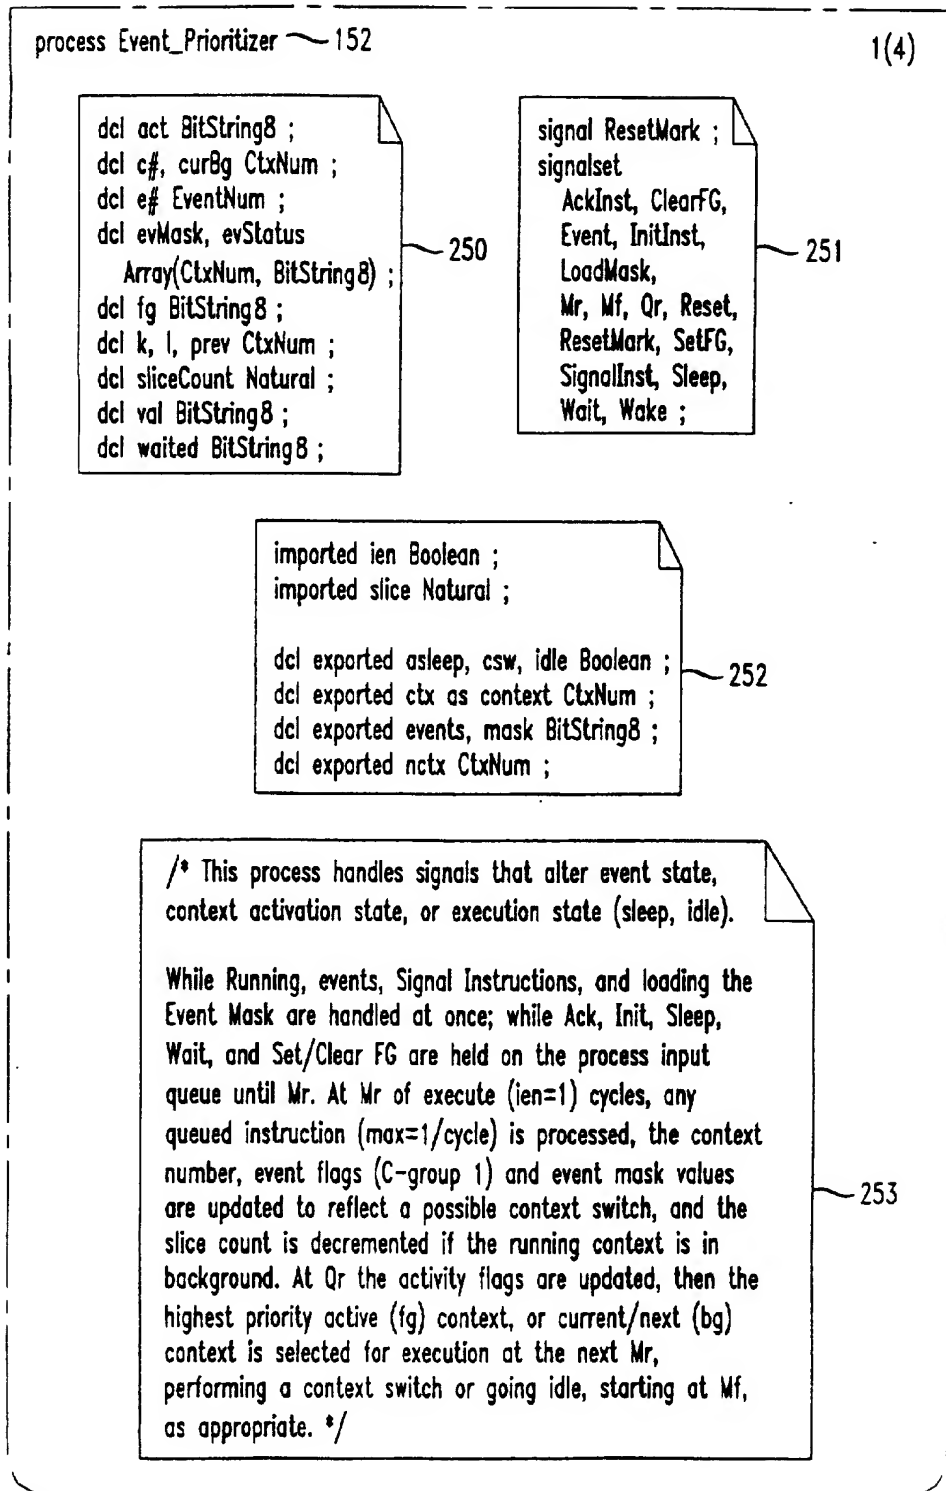 process Event_Prioritizer 152
1(4)
dcl act BitString8 ;
dcl c#, curBg CtxNum ;
dcl e# EventNum ;
dcl evMask, evStatus
Array(CtxNum, BitString8) ;
dcl fg BitString8 ;
dcl k, l, prev CtxNum ;
dcl sliceCount Natural ;
dcl val BitString8 ;
dcl waited BitString8 ;
250
signal ResetMark ;
signalset
AckInst, ClearFG,
Event, InitInst,
LoadMask,
Mr, Mf, Qr, Reset,
ResetMark, SetFG,
SignalInst, Sleep,
Wait, Wake ;
251
imported ien Boolean ;
imported slice Natural ;
dcl exported asleep, csw, idle Boolean ;
dcl exported ctx as context CtxNum ;
dcl exported events, mask BitString8 ;
dcl exported nctx CtxNum ;
252
/* This process handles signals that alter event state,
context activation state, or execution state (sleep, idle).
While Running, events, Signal Instructions, and loading the
Event Mask are handled at once; while Ack, Init, Sleep,
Wait, and Set/Clear FG are held on the process input
queue until Mr. At Mr of execute (ien=1) cycles, any
queued instruction (max=1/cycle) is processed, the context
number, event flags (C-group 1) and event mask values
are updated to reflect a possible context switch, and the
slice count is decremented if the running context is in
background. At Qr the activity flags are updated, then the
highest priority active (fg) context, or current/next (bg)
context is selected for execution at the next Mr,
performing a context switch or going idle, starting at Mf,
as appropriate. */
253